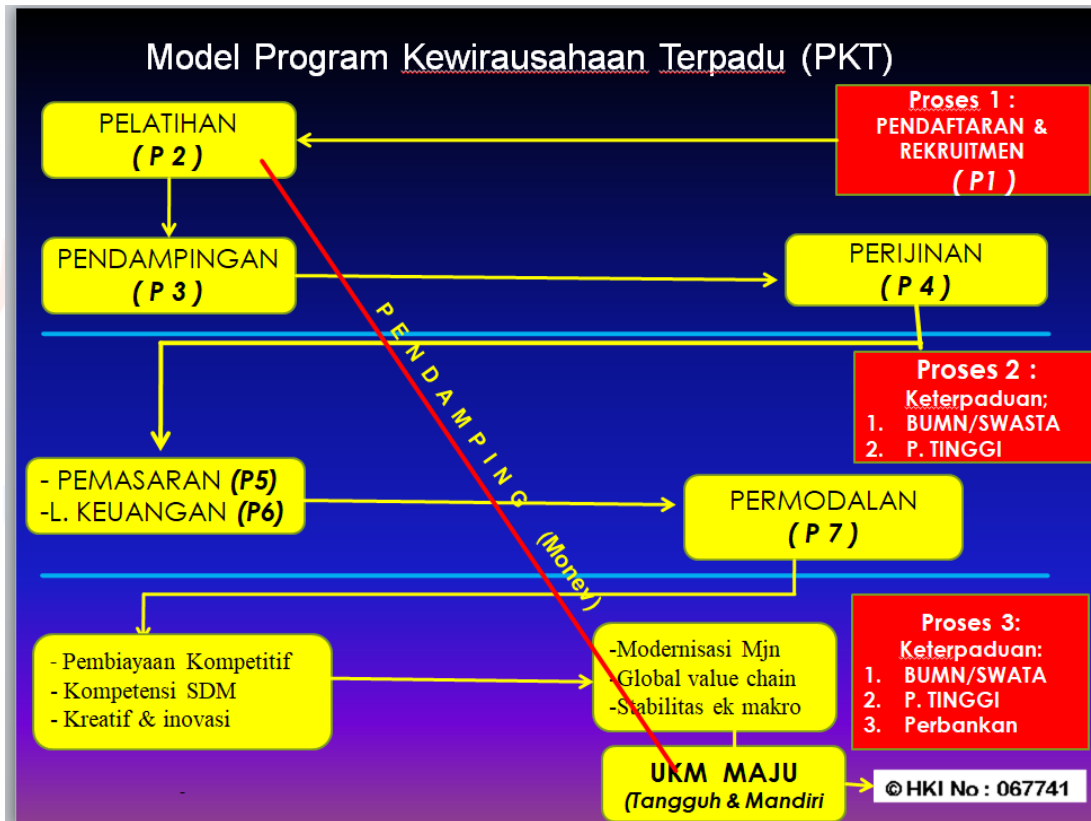 Model Program Kewirausahaan Terpadu (PKT)
Proses 1 :
PENDAFTARAN &
REKRUITMEN
( P1 )
PELATIHAN
( P 2 )
PENDAMPINGAN
( P 3 )
PERIJINAN
( P 4 )
PENDAMPING (Monev)
Proses 2 :
Keterpaduan;
1. BUMN/SWASTA
2. P. TINGGI
- PEMASARAN (P5)
-L. KEUANGAN (P6)
PERMODALAN
( P 7 )
Proses 3:
Keterpaduan:
1. BUMN/SWATA
2. P. TINGGI
3. Perbankan
- Pembiayaan Kompetitif
- Kompetensi SDM
- Kreatif & inovasi
-Modernisasi Mjn
-Global value chain
-Stabilitas ek makro
UKM MAJU
(Tangguh & Mandiri
© HKI No : 067741
-